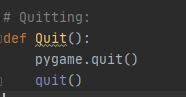 # Quitting:
def Quit():
    pygame.quit()
    quit()